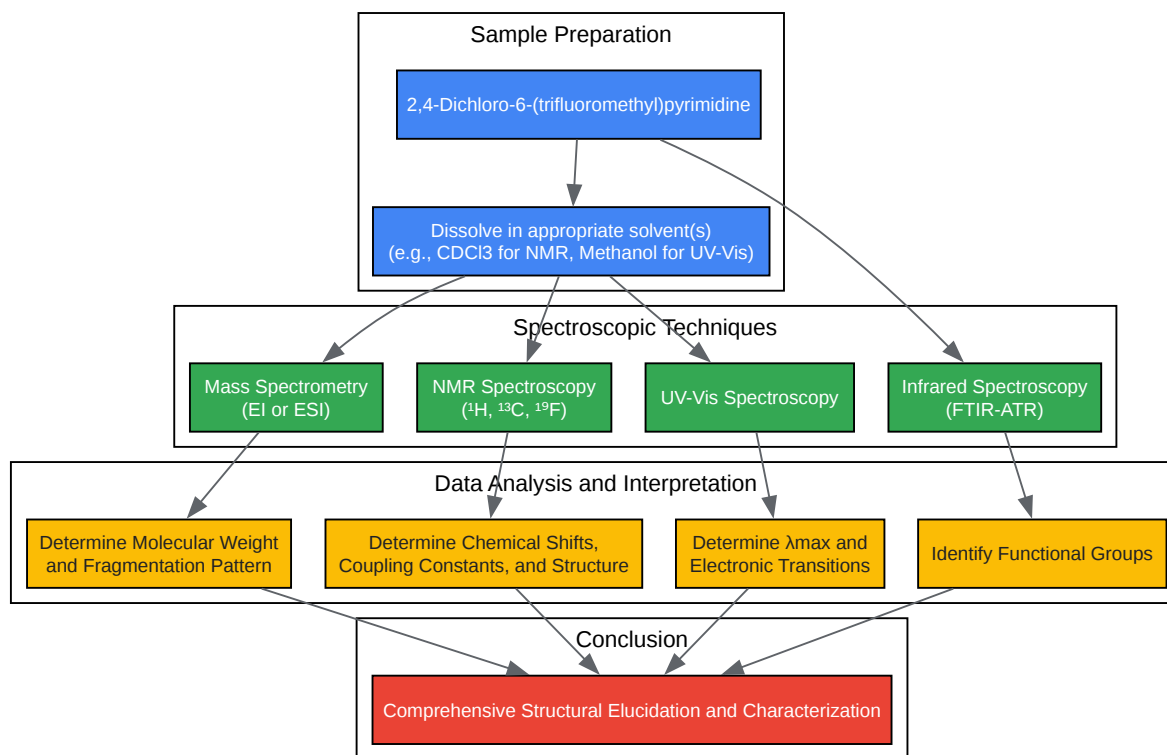 Sample Preparation
2,4-Dichloro-6-(trifluoromethyl)pyrimidine
Dissolve in appropriate solvent(s)
(e.g., CDCl3 for NMR, Methanol for UV-Vis)
Spectroscopic Techniques
Mass Spectrometry
(EI or ESI)
NMR Spectroscopy
(¹H, ¹³C, ¹⁹F)
UV-Vis Spectroscopy
Infrared Spectroscopy
(FTIR-ATR)
Data Analysis and Interpretation
Determine Molecular Weight
and Fragmentation Pattern
Determine Chemical Shifts,
Coupling Constants, and Structure
Determine λmax and
Electronic Transitions
Identify Functional Groups
Conclusion
Comprehensive Structural Elucidation and Characterization